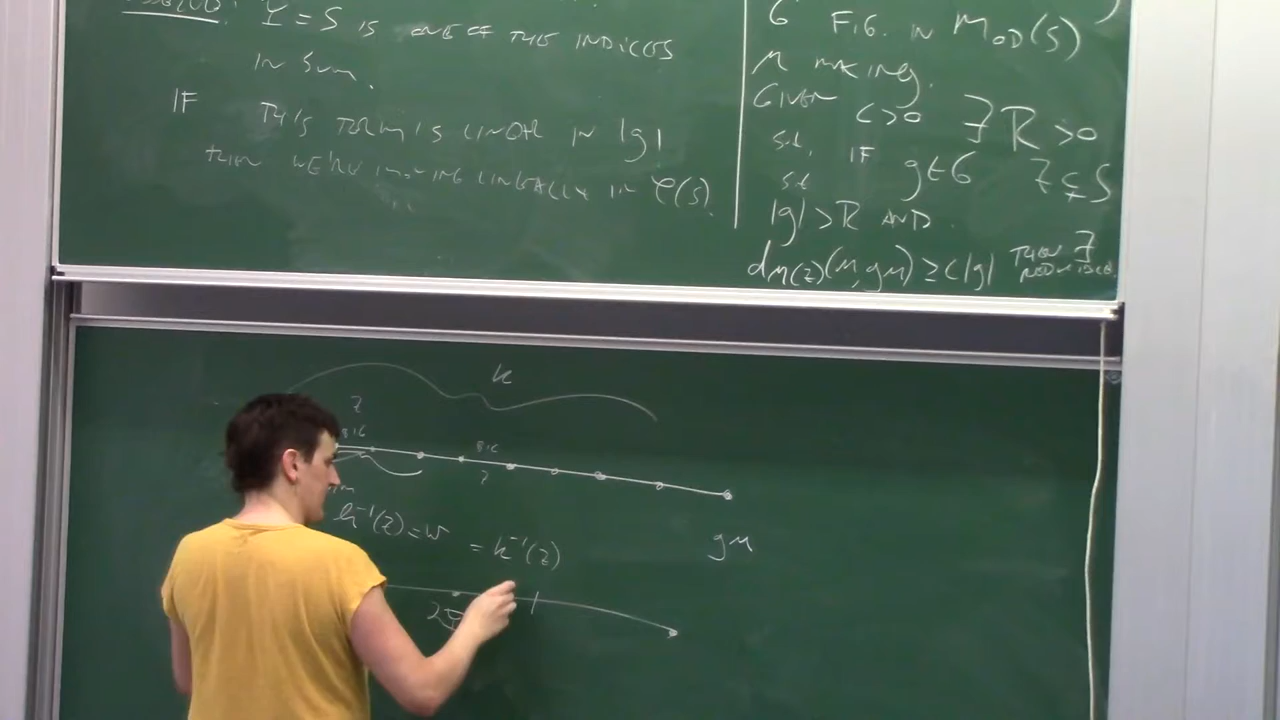 Y = S IS ONE OF THE INDICES
IN SUM.
IF THIS TERM IS LINEAR IN |g|
THEN WE'RE MOVING LINEARLY IN C(S).
G F.G. IN MOD(S)
μ MARKING.
GIVEN C>0 ∃ R >0
s.t. IF g∈G Z⊊S
s.t.
|g|>R AND
d_{M(Z)}(μ,gμ) ≥ C|g| THEN ∃
k
Z
BIG BIG
Z
h⁻¹(Z)=W = k⁻¹(Z)
gμ